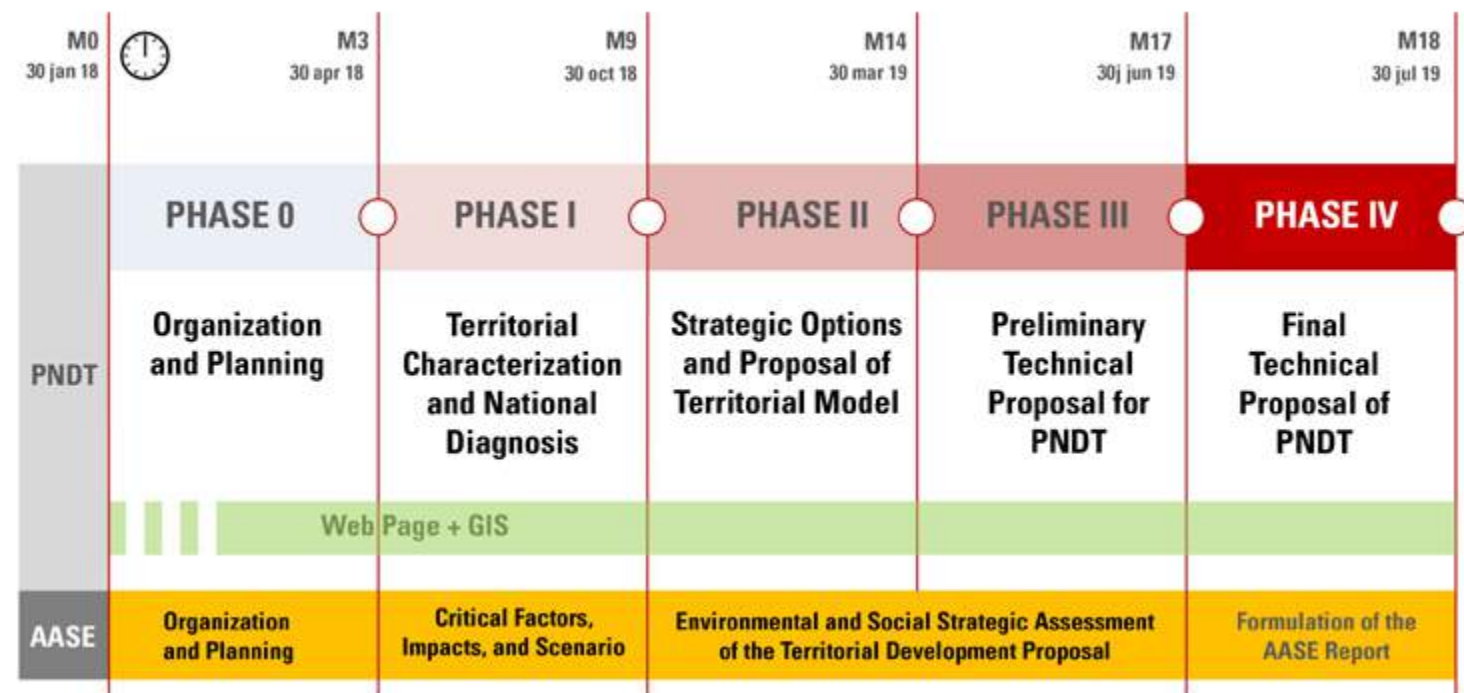 M0
30 jan 18
M3
30 apr 18
M9
30 oct 18
M14
30 mar 19
M17
30j jun 19
M18
30 jul 19
PHASE 0
PHASE I
PHASE II
PHASE III
PHASE IV
PNDT
Organization
and Planning
Territorial
Characterization
and National
Diagnosis
Strategic Options
and Proposal of
Territorial Model
Preliminary
Technical
Proposal for
PNDT
Final
Technical
Proposal of
PNDT
Web Page + GIS
AASE
Organization
and Planning
Critical Factors,
Impacts, and Scenario
Environmental and Social Strategic Assessment
of the Territorial Development Proposal
Formulation of the
AASE Report